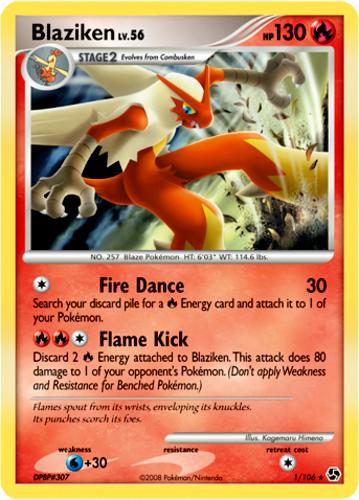 Blaziken LV.56 HP 130
STAGE2 Evolves from Combusken
NO. 257 Blaze Pokémon HT: 6'03" WT: 114.6 lbs.
Fire Dance 30
Search your discard pile for a Energy card and attach it to 1 of
your Pokémon.
Flame Kick
Discard 2 Energy attached to Blaziken. This attack does 80
damage to 1 of your opponent's Pokémon. (Don't apply Weakness
and Resistance for Benched Pokémon.)
Flames spout from its wrists, enveloping its knuckles.
Its punches scorch its foes.
Illus. Kagemaru Himeno
weakness resistance retreat cost
+30
DPBP#307 ©2008 Pokémon/Nintendo 1/106